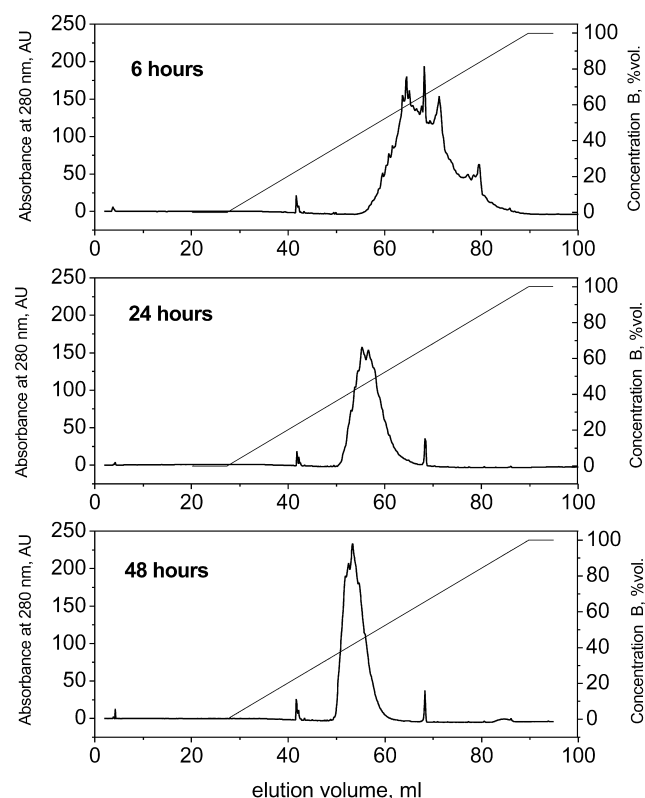 250
200
150
100
50
0
Absorbance at 280 nm, AU
6 hours
100
80
60
40
20
0
Concentration B, %vol.
0 20 40 60 80 100
250
200
150
100
50
0
Absorbance at 280 nm, AU
24 hours
100
80
60
40
20
0
Concentration B, %vol.
0 20 40 60 80 100
250
200
150
100
50
0
Absorbance at 280 nm, AU
48 hours
100
80
60
40
20
0
Concentration B, %vol.
0 20 40 60 80 100
elution volume, ml